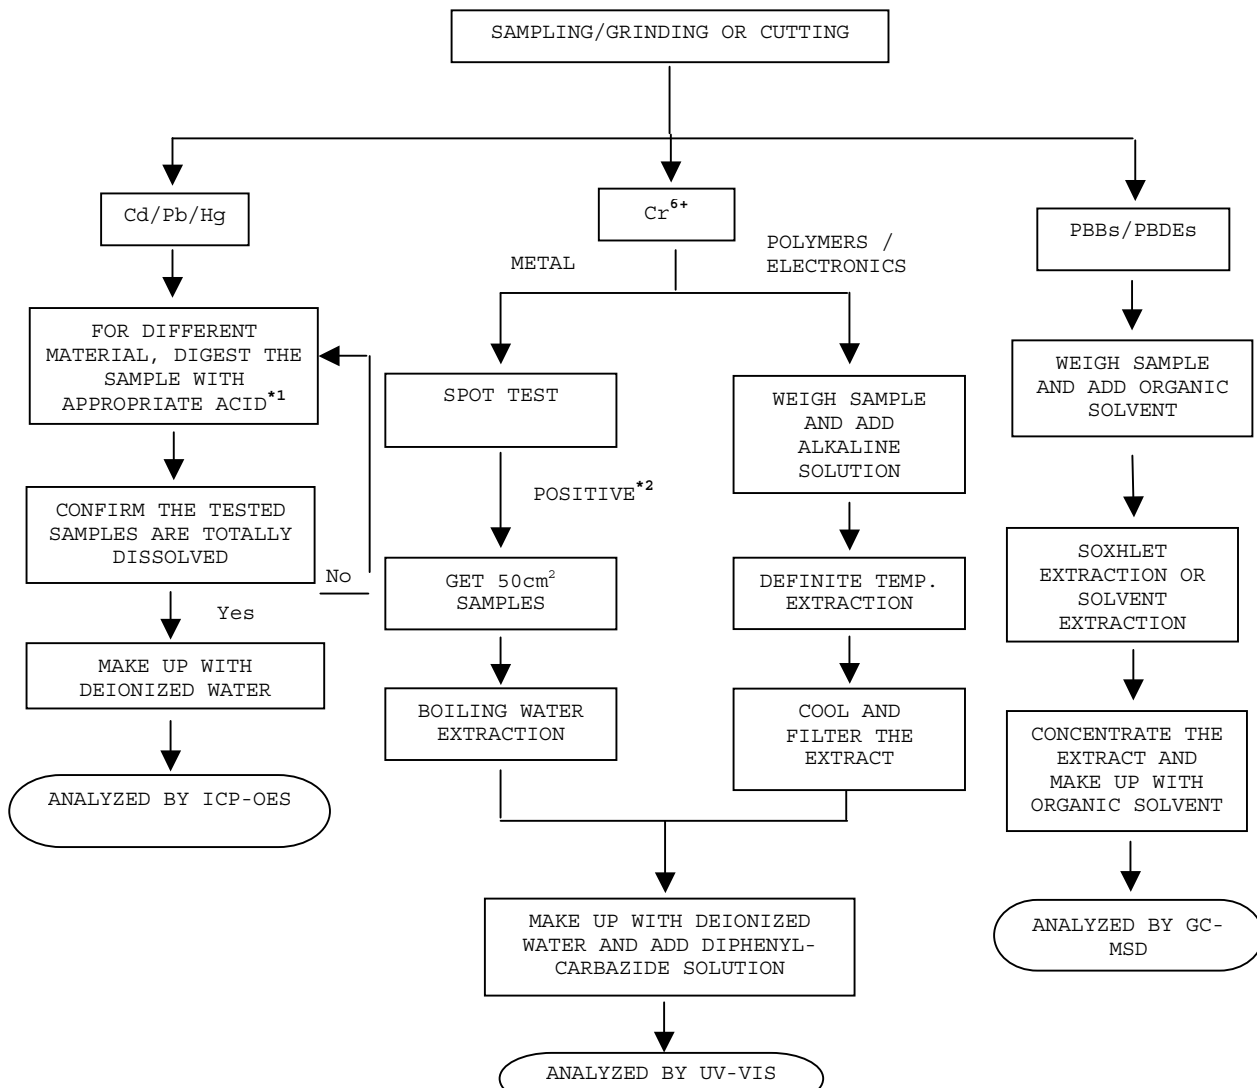 SAMPLING/GRINDING OR CUTTING
Cd/Pb/Hg
FOR DIFFERENT
MATERIAL, DIGEST THE
SAMPLE WITH
APPROPRIATE ACID*1
CONFIRM THE TESTED
SAMPLES ARE TOTALLY
DISSOLVED
No
Yes
MAKE UP WITH
DEIONIZED WATER
ANALYZED BY ICP-OES
Cr6+
METAL
POLYMERS /
ELECTRONICS
SPOT TEST
POSITIVE*2
GET 50cm2
SAMPLES
BOILING WATER
EXTRACTION
WEIGH SAMPLE
AND ADD
ALKALINE
SOLUTION
DEFINITE TEMP.
EXTRACTION
COOL AND
FILTER THE
EXTRACT
MAKE UP WITH DEIONIZED
WATER AND ADD DIPHENYL-
CARBAZIDE SOLUTION
ANALYZED BY UV-VIS
PBBs/PBDEs
WEIGH SAMPLE
AND ADD ORGANIC
SOLVENT
SOXHLET
EXTRACTION OR
SOLVENT
EXTRACTION
CONCENTRATE THE
EXTRACT AND
MAKE UP WITH
ORGANIC SOLVENT
ANALYZED BY GC-
MSD